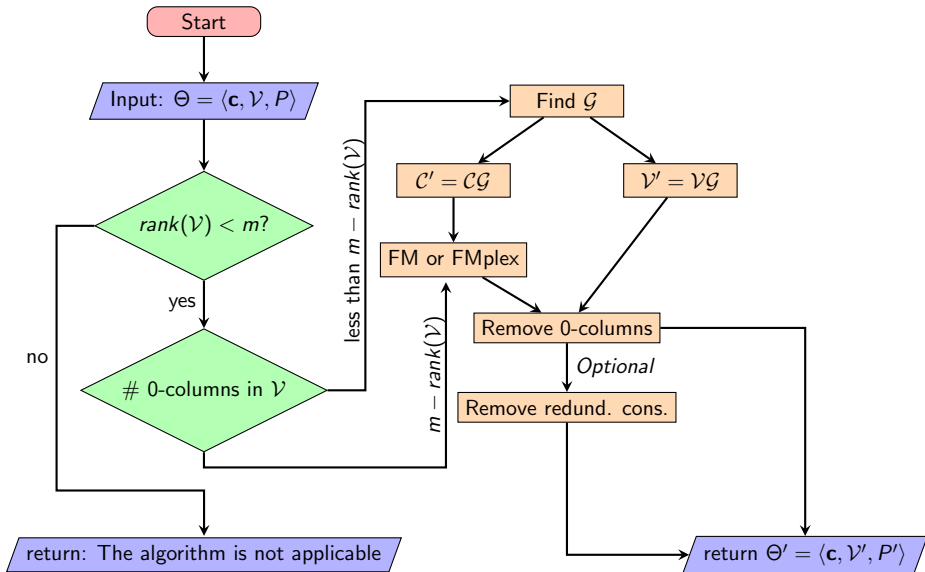 Start
Input: Θ = ⟨𝐜, 𝒱, P⟩
rank(𝒱) < m?
yes
no
# 0-columns in 𝒱
less than m − rank(𝒱)
m − rank(𝒱)
Find 𝒢
𝒞′ = 𝒞𝒢
𝒱′ = 𝒱𝒢
FM or FMplex
Remove 0-columns
Optional
Remove redund. cons.
return: The algorithm is not applicable
return Θ′ = ⟨𝐜, 𝒱′, P′⟩